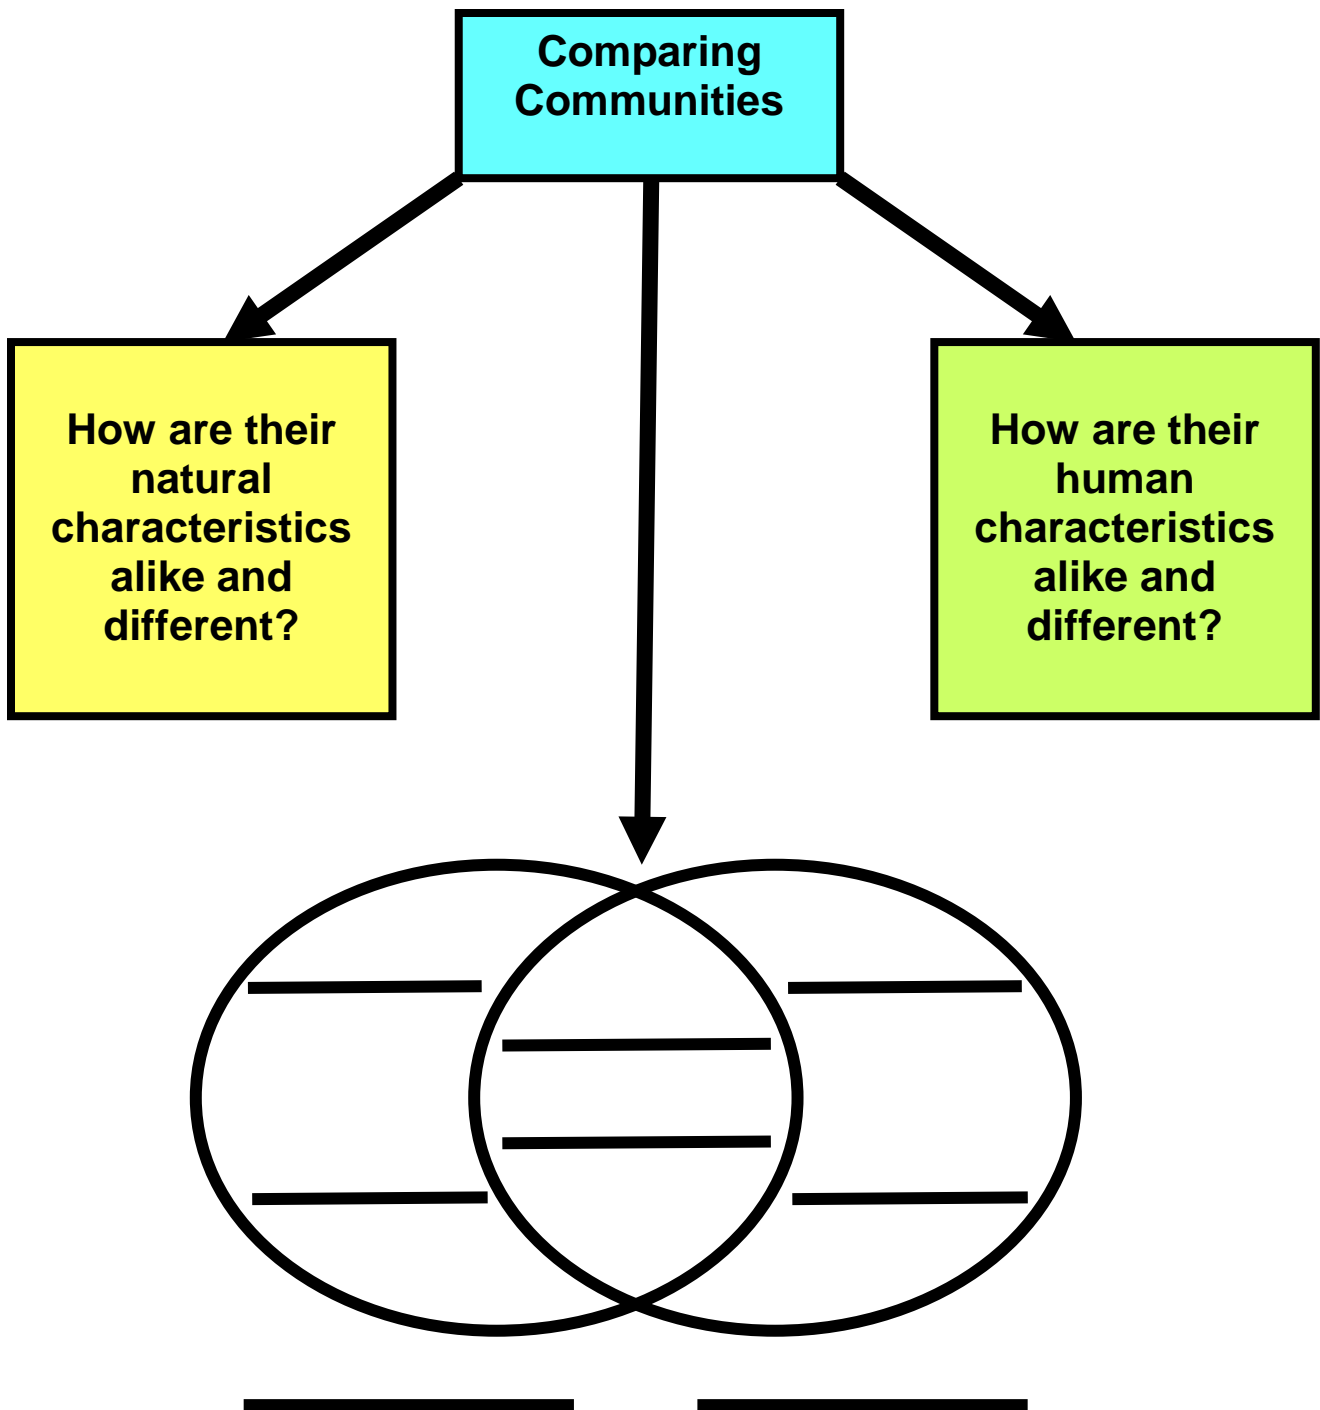 Comparing
Communities
How are their
natural
characteristics
alike and
different?
How are their
human
characteristics
alike and
different?